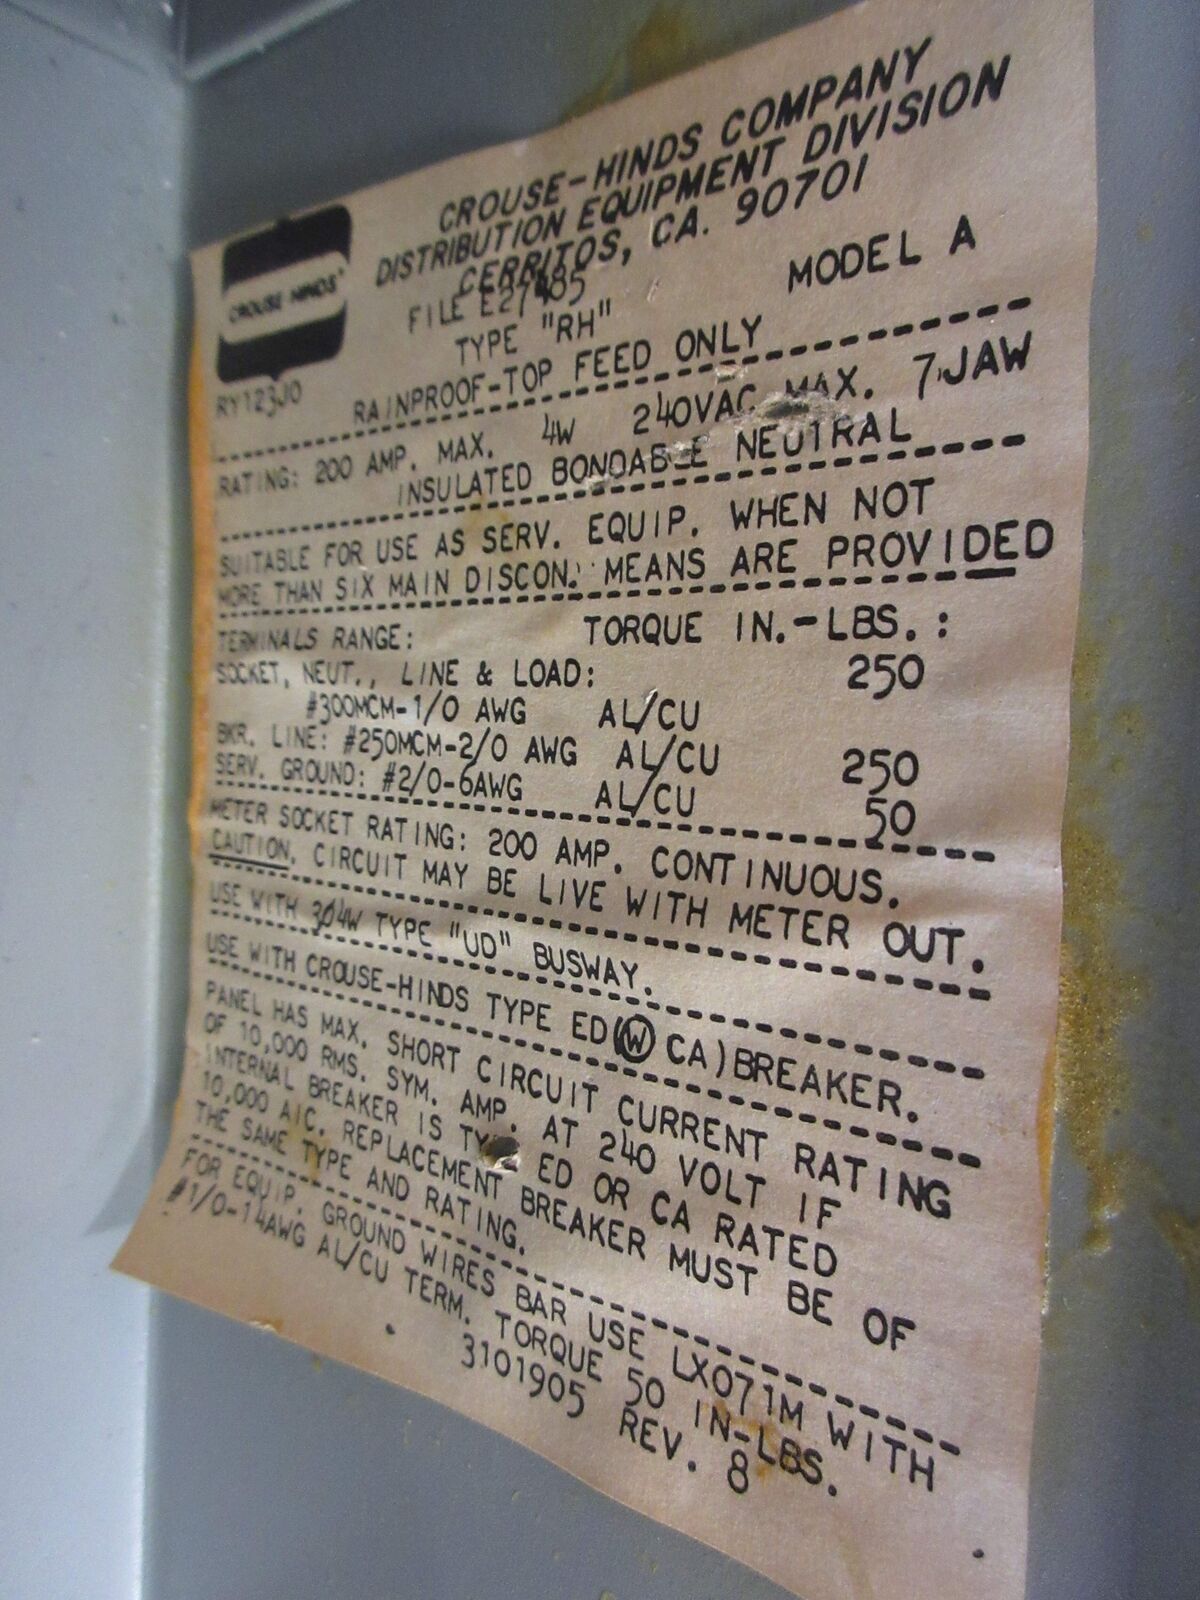 CROUSE-HINDS COMPANY
DISTRIBUTION EQUIPMENT DIVISION
CERRITOS, CA. 90701
CROUSE-HINDS
FILE E27485
TYPE "RH" MODEL A
RY123J0 RAINPROOF-TOP FEED ONLY
RATING: 200 AMP. MAX. 4W 240VAC MAX. 7 JAW
INSULATED BONDABLE NEUTRAL
SUITABLE FOR USE AS SERV. EQUIP. WHEN NOT
MORE THAN SIX MAIN DISCON. MEANS ARE PROVIDED
TERMINALS RANGE: TORQUE IN.-LBS.:
SOCKET, NEUT., LINE & LOAD: 250
#300MCM-1/0 AWG AL/CU
BKR. LINE: #250MCM-2/0 AWG AL/CU 250
SERV. GROUND: #2/0-6AWG AL/CU 50
METER SOCKET RATING: 200 AMP. CONTINUOUS.
CAUTION. CIRCUIT MAY BE LIVE WITH METER OUT.
USE WITH 3Ø4W TYPE "UD" BUSWAY.
USE WITH CROUSE-HINDS TYPE ED(W CA)BREAKER.
PANEL HAS MAX. SHORT CIRCUIT CURRENT RATING
OF 10,000 RMS. SYM. AMP. AT 240 VOLT IF
INTERNAL BREAKER IS TYPE ED OR CA RATED
10,000 AIC. REPLACEMENT BREAKER MUST BE OF
THE SAME TYPE AND RATING.
FOR EQUIP. GROUND WIRES BAR USE LX071M WITH
#1/0-14AWG AL/CU TERM. TORQUE 50 IN-LBS.
3101905 REV. 8